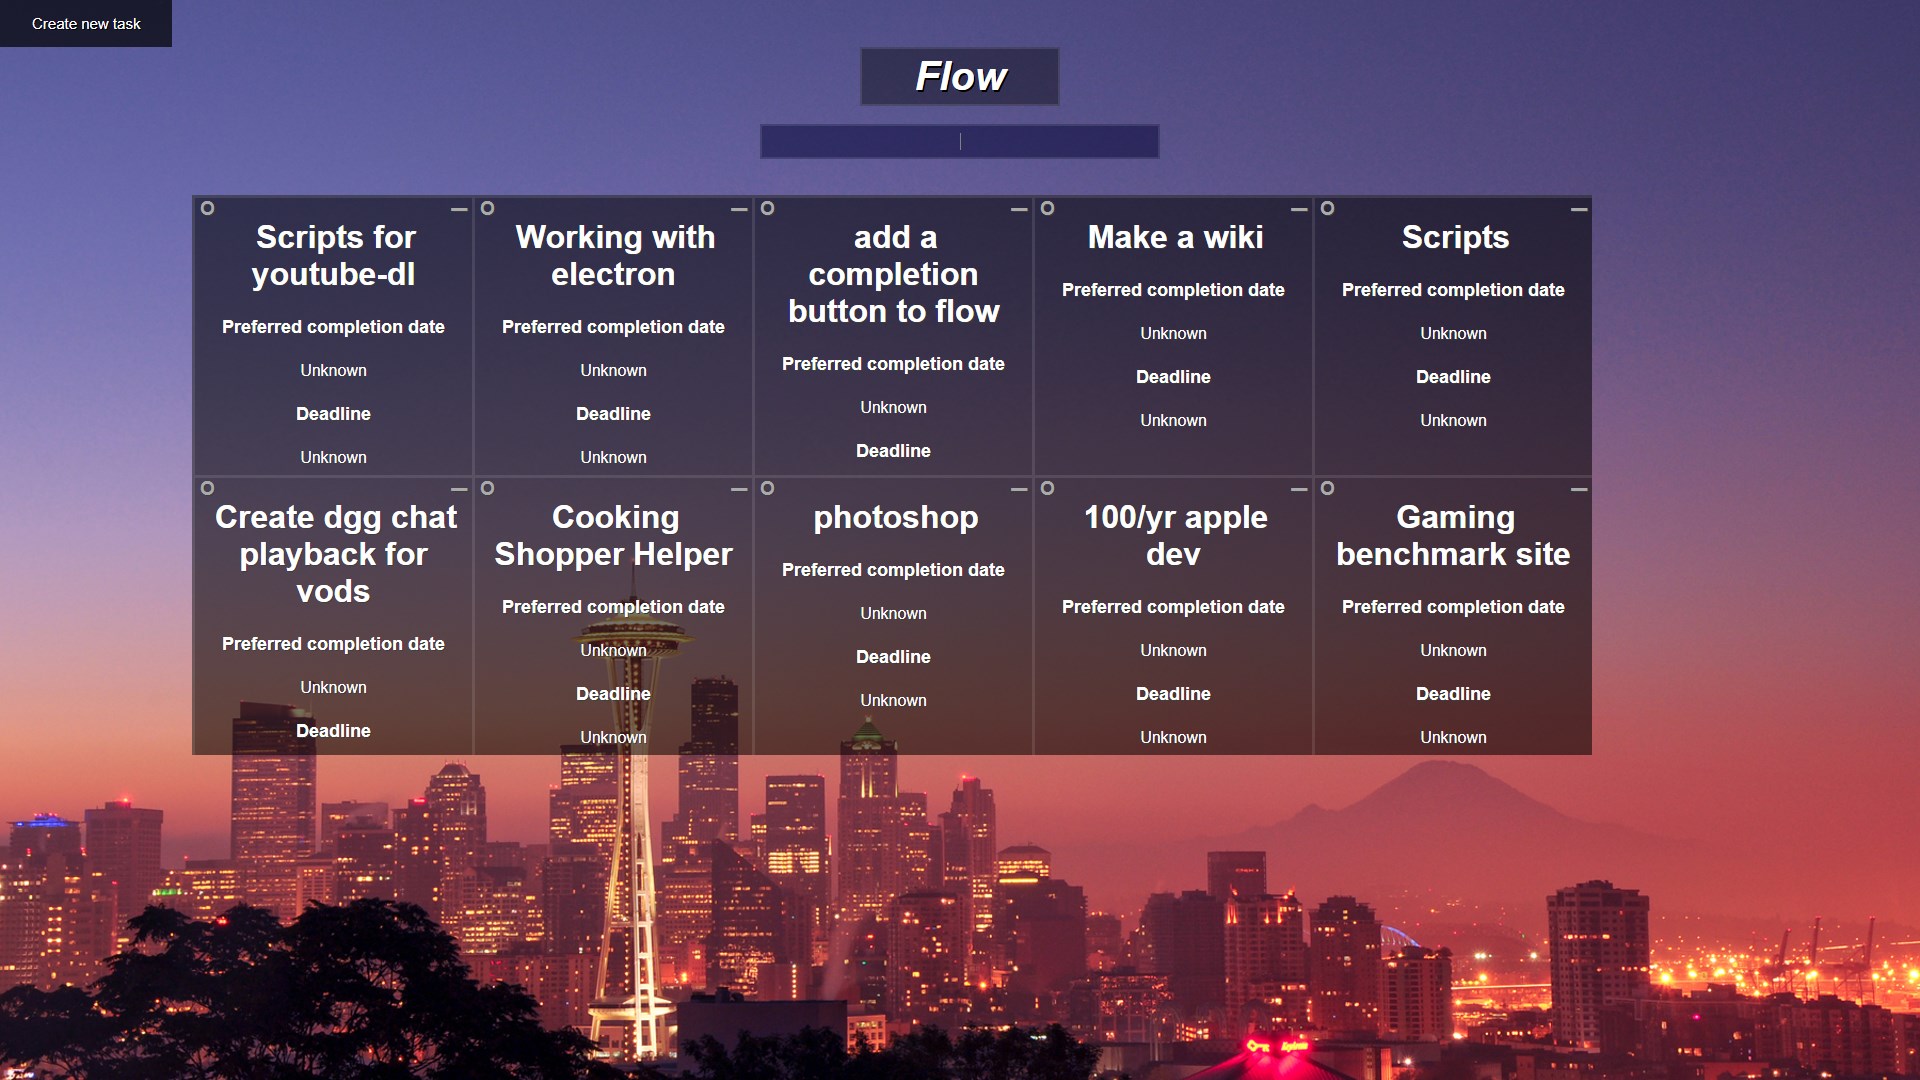 Create new task
Flow
O
Scripts for
youtube-dl
Preferred completion date
Unknown
Deadline
Unknown
O
Working with
electron
Preferred completion date
Unknown
Deadline
Unknown
O
add a
completion
button to flow
Preferred completion date
Unknown
Deadline
O
Make a wiki
Preferred completion date
Unknown
Deadline
Unknown
O
Scripts
Preferred completion date
Unknown
Deadline
Unknown
O
Create dgg chat
playback for
vods
Preferred completion date
Unknown
Deadline
O
Cooking
Shopper Helper
Preferred completion date
Unknown
Deadline
Unknown
O
photoshop
Preferred completion date
Unknown
Deadline
Unknown
O
100/yr apple
dev
Preferred completion date
Unknown
Deadline
Unknown
O
Gaming
benchmark site
Preferred completion date
Unknown
Deadline
Unknown